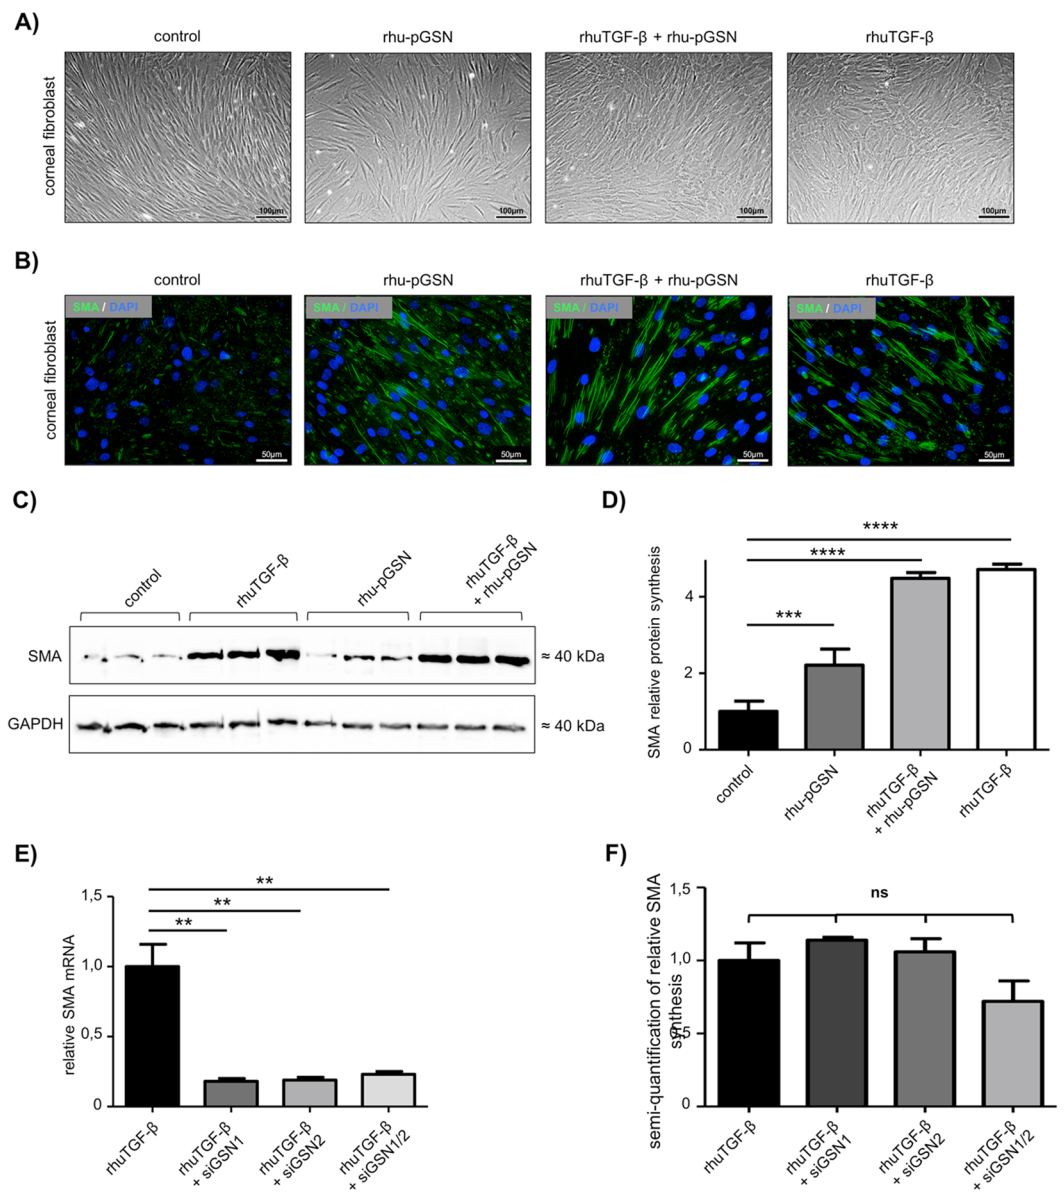 A)
control
rhu-pGSN
rhuTGF-β + rhu-pGSN
rhuTGF-β
corneal fibroblast
100µm
100µm
100µm
100µm
B)
control
rhu-pGSN
rhuTGF-β + rhu-pGSN
rhuTGF-β
corneal fibroblast
SMA / DAPI
SMA / DAPI
SMA / DAPI
SMA / DAPI
50µm
50µm
50µm
50µm
C)
control
rhuTGF-β
rhu-pGSN
rhuTGF-β
+ rhu-pGSN
SMA
≈ 40 kDa
GAPDH
≈ 40 kDa
D)
SMA relative protein synthesis
4
2
0
****
****
***
control
rhu-pGSN
rhuTGF-β
+ rhu-pGSN
rhuTGF-β
E)
relative SMA mRNA
1,5
1,0
0,5
0
**
**
**
rhuTGF-β
rhuTGF-β
+ siGSN1
rhuTGF-β
+ siGSN2
rhuTGF-β
+ siGSN1/2
F)
semi-quantification of relative SMA
synthesis
1,5
1,0
0,5
0
ns
rhuTGF-β
rhuTGF-β
+ siGSN1
rhuTGF-β
+ siGSN2
rhuTGF-β
+ siGSN1/2